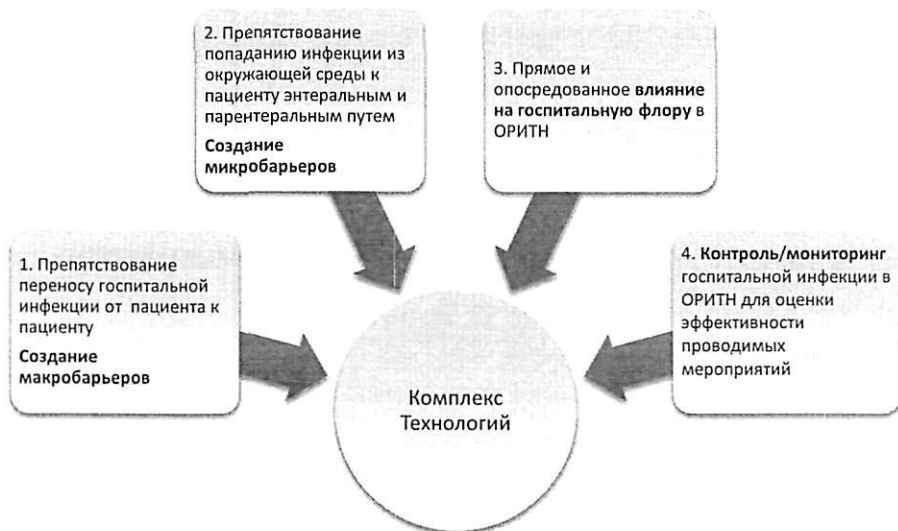 1. Препятствование
переносу госпитальной
инфекции от пациента к
пациенту
Создание
макробарьеров
2. Препятствование
попаданию инфекции из
окружающей среды к
пациенту энтеральным и
парентеральным путем
Создание
микробарьеров
3. Прямое и
опосредованное влияние
на госпитальную флору в
ОРИТН
4. Контроль/мониторинг
госпитальной инфекции в
ОРИТН для оценки
эффективности
проводимых
мероприятий
Комплекс
Технологий